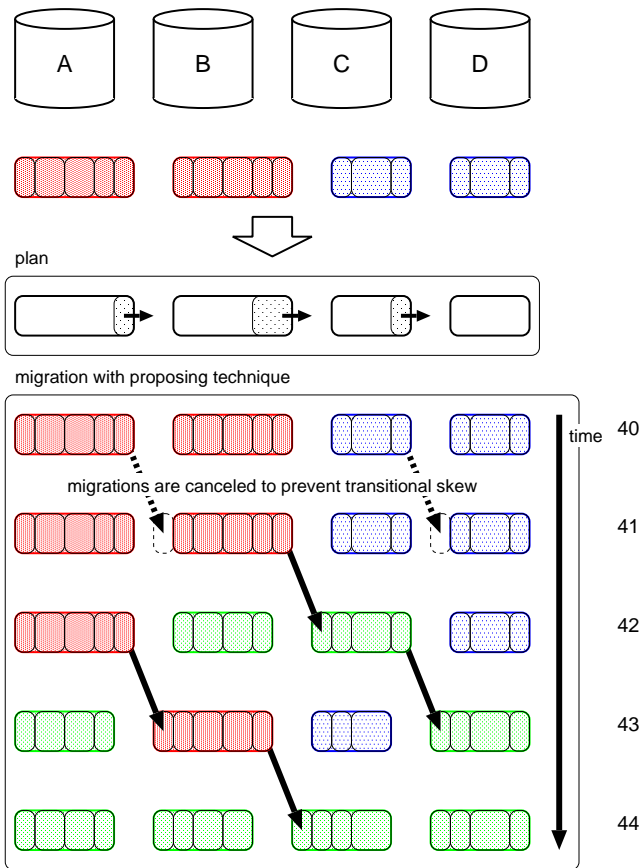 A B C D
plan
migration with proposing technique
time 40
migrations are canceled to prevent transitional skew
41
42
43
44